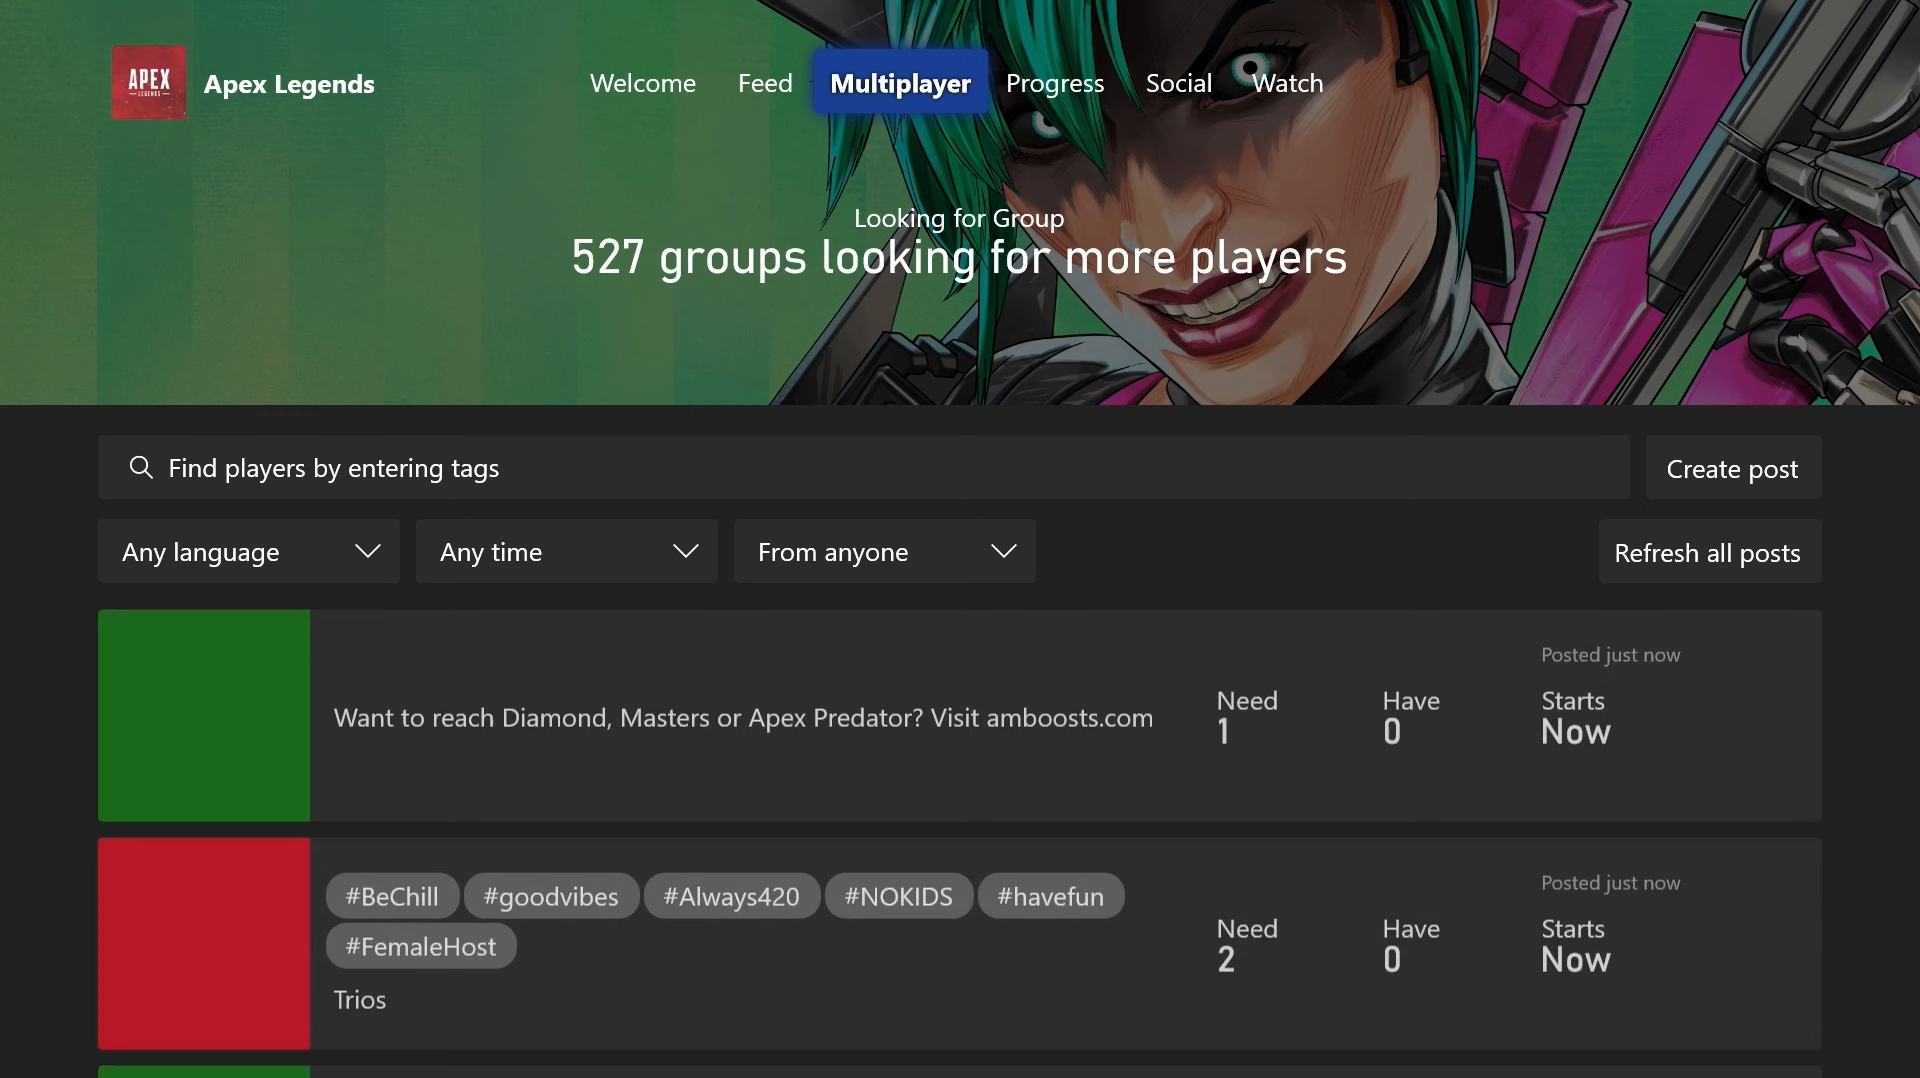 APEX
LEGENDS
Apex Legends
Welcome
Feed
Multiplayer
Progress
Social
Watch
Looking for Group
527 groups looking for more players
Find players by entering tags
Create post
Any language
Any time
From anyone
Refresh all posts
Posted just now
Want to reach Diamond, Masters or Apex Predator? Visit amboosts.com
Need
1
Have
0
Starts
Now
#BeChill #goodvibes #Always420 #NOKIDS #havefun
#FemaleHost
Trios
Posted just now
Need
2
Have
0
Starts
Now